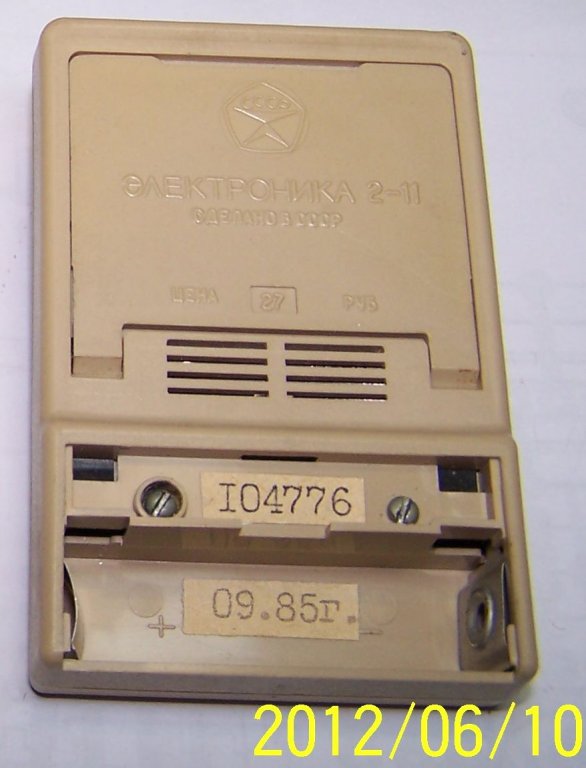 СССР
ЭЛЕКТРОНИКА 2-11
СДЕЛАНО В СССР
ЦЕНА 27 РУБ
I04776
09.85г.
+ -
2012/06/10